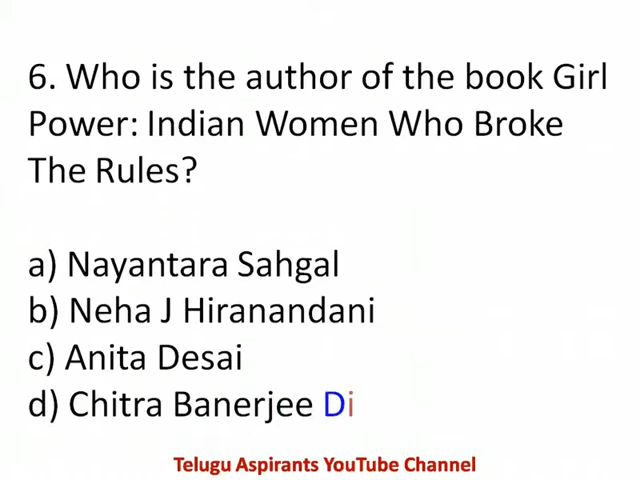 6. Who is the author of the book Girl
Power: Indian Women Who Broke
The Rules?
a) Nayantara Sahgal
b) Neha J Hiranandani
c) Anita Desai
d) Chitra Banerjee Di
Telugu Aspirants YouTube Channel